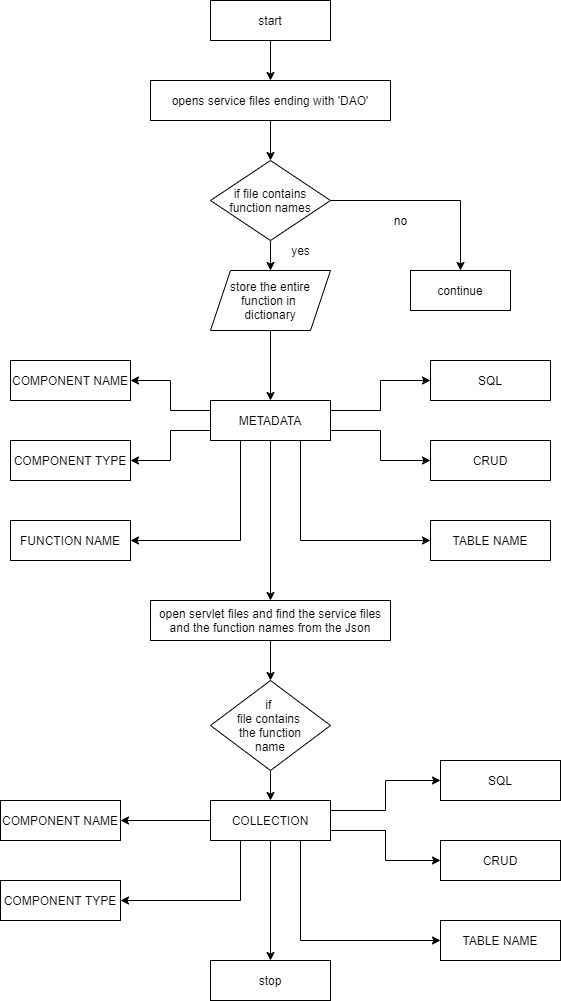 start
opens service files ending with 'DAO'
if file contains
function names
no
yes
store the entire
function in
dictionary
continue
COMPONENT NAME
SQL
METADATA
COMPONENT TYPE
CRUD
FUNCTION NAME
TABLE NAME
open servlet files and find the service files
and the function names from the Json
if
file contains
the function
name
SQL
COMPONENT NAME
COLLECTION
CRUD
COMPONENT TYPE
TABLE NAME
stop